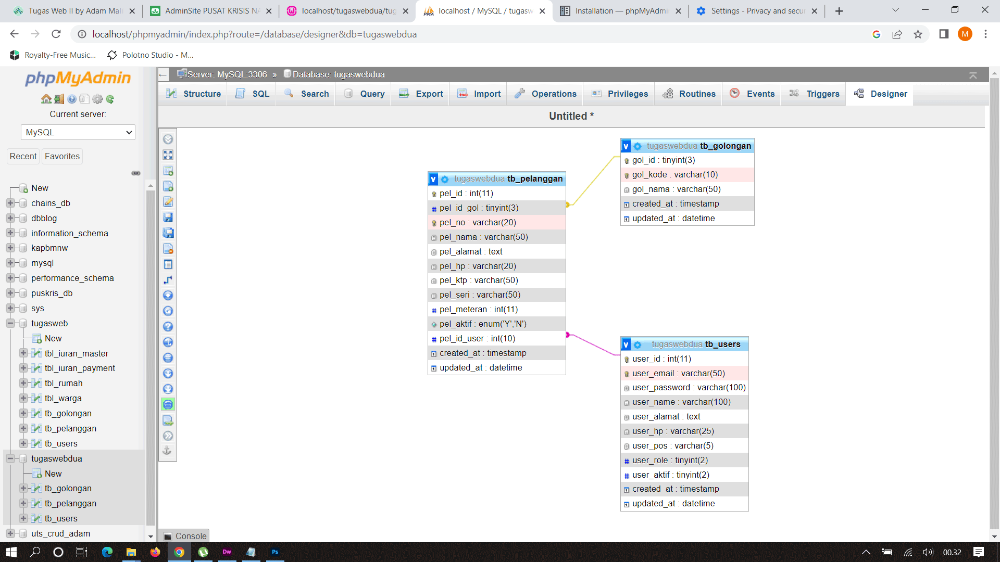 Tugas Web II by Adam Mali
AdminSite PUSAT KRISIS NA
localhost/tugaswebdua/tug
localhost / MySQL / tugasw
Installation — phpMyAdmi
Settings - Privacy and secur
localhost/phpmyadmin/index.php?route=/database/designer&db=tugaswebdua
M
Royalty-Free Music...
Polotno Studio - M...
phpMyAdmin
Current server:
MySQL
Recent
Favorites
New
chains_db
dbblog
information_schema
kapbmnw
mysql
performance_schema
puskris_db
sys
tugasweb
New
tbl_iuran_master
tbl_iuran_payment
tbl_rumah
tbl_warga
tb_golongan
tb_pelanggan
tb_users
tugaswebdua
New
tb_golongan
tb_pelanggan
tb_users
uts_crud_adam
Server: MySQL:3306 » Database: tugaswebdua
Structure
SQL
Search
Query
Export
Import
Operations
Privileges
Routines
Events
Triggers
Designer
Untitled *
v tugaswebdua tb_pelanggan
pel_id : int(11)
pel_id_gol : tinyint(3)
pel_no : varchar(20)
pel_nama : varchar(50)
pel_alamat : text
pel_hp : varchar(20)
pel_ktp : varchar(50)
pel_seri : varchar(50)
pel_meteran : int(11)
pel_aktif : enum('Y','N')
pel_id_user : int(10)
created_at : timestamp
updated_at : datetime
v tugaswebdua tb_golongan
gol_id : tinyint(3)
gol_kode : varchar(10)
gol_nama : varchar(50)
created_at : timestamp
updated_at : datetime
v tugaswebdua tb_users
user_id : int(11)
user_email : varchar(50)
user_password : varchar(100)
user_name : varchar(100)
user_alamat : text
user_hp : varchar(25)
user_pos : varchar(5)
user_role : tinyint(2)
user_aktif : tinyint(2)
created_at : timestamp
updated_at : datetime
Console
Dw
Ps
00.32